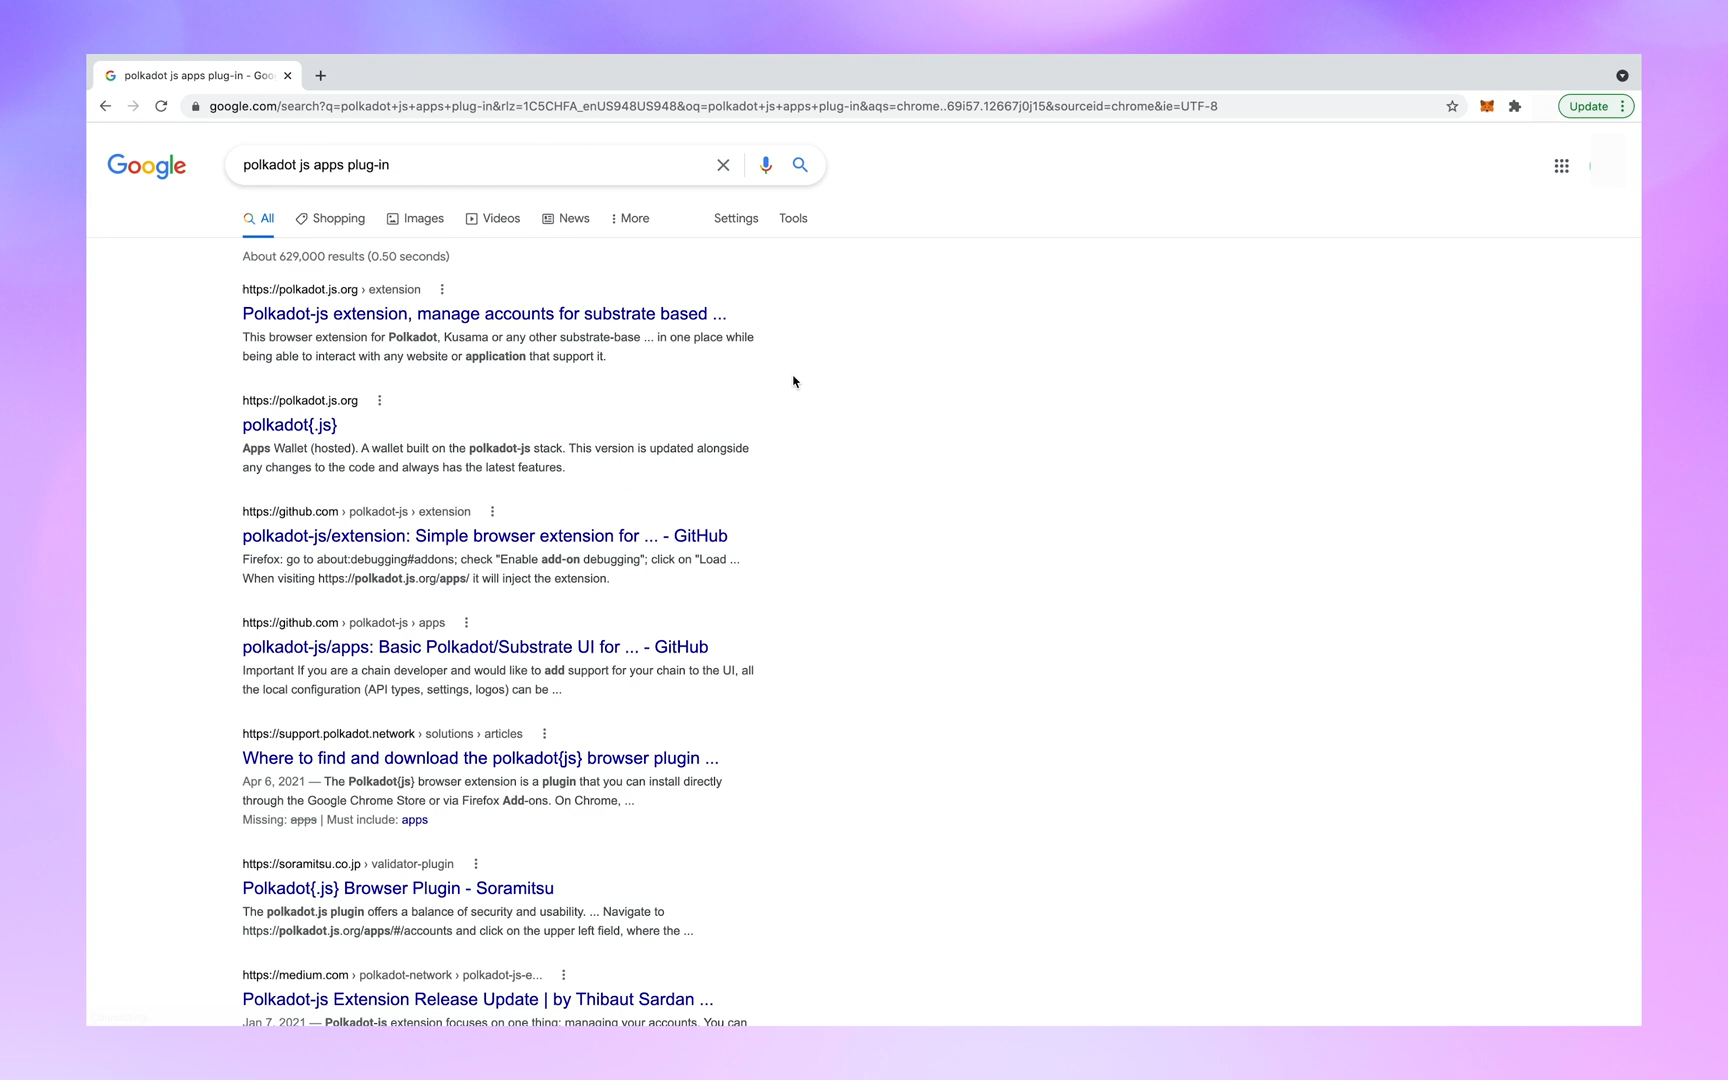 polkadot js apps plug-in - Goo
google.com/search?q=polkadot+js+apps+plug-in&rlz=1C5CHFA_enUS948US948&oq=polkadot+js+apps+plug-in&aqs=chrome..69i57.12667j0j15&sourceid=chrome&ie=UTF-8
Update
Google
polkadot js apps plug-in
All Shopping Images Videos News More Settings Tools
About 629,000 results (0.50 seconds)
https://polkadot.js.org › extension
Polkadot-js extension, manage accounts for substrate based ...
This browser extension for Polkadot, Kusama or any other substrate-base ... in one place while
being able to interact with any website or application that support it.
https://polkadot.js.org
polkadot{.js}
Apps Wallet (hosted). A wallet built on the polkadot-js stack. This version is updated alongside
any changes to the code and always has the latest features.
https://github.com › polkadot-js › extension
polkadot-js/extension: Simple browser extension for ... - GitHub
Firefox: go to about:debugging#addons; check "Enable add-on debugging"; click on "Load ...
When visiting https://polkadot.js.org/apps/ it will inject the extension.
https://github.com › polkadot-js › apps
polkadot-js/apps: Basic Polkadot/Substrate UI for ... - GitHub
Important If you are a chain developer and would like to add support for your chain to the UI, all
the local configuration (API types, settings, logos) can be ...
https://support.polkadot.network › solutions › articles
Where to find and download the polkadot{js} browser plugin ...
Apr 6, 2021 — The Polkadot{js} browser extension is a plugin that you can install directly
through the Google Chrome Store or via Firefox Add-ons. On Chrome, ...
Missing: apps | Must include: apps
https://soramitsu.co.jp › validator-plugin
Polkadot{.js} Browser Plugin - Soramitsu
The polkadot.js plugin offers a balance of security and usability. ... Navigate to
https://polkadot.js.org/apps/#/accounts and click on the upper left field, where the ...
https://medium.com › polkadot-network › polkadot-js-e...
Polkadot-js Extension Release Update | by Thibaut Sardan ...
Jan 7, 2021 — Polkadot-js extension focuses on one thing: managing your accounts. You can